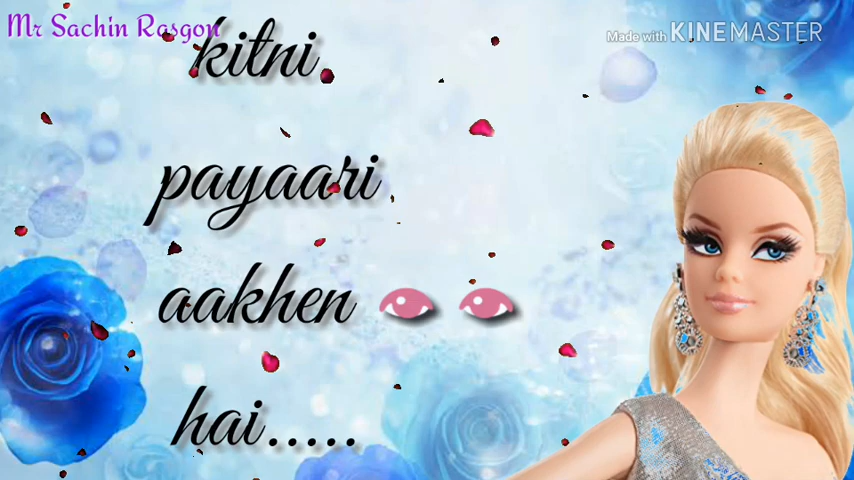 Mr Sachin Rasgon
Made with KINEMASTER
kitni
payaari
aakhen
hai.....